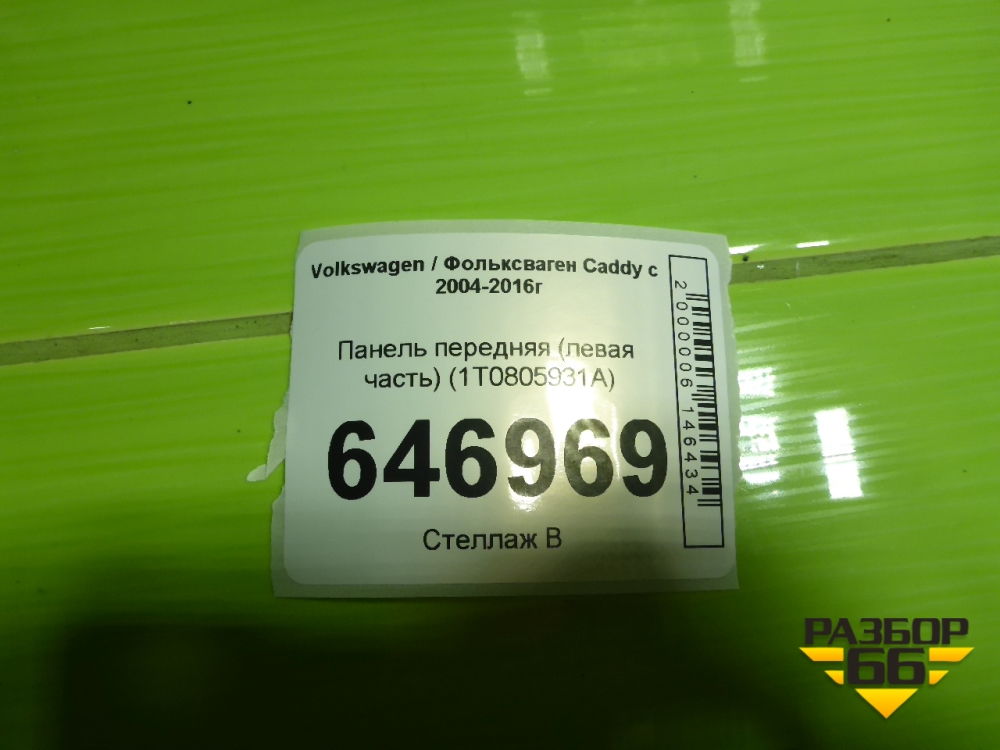 Volkswagen / Фольксваген Caddy с
2004-2016г
Панель передняя (левая
часть) (1T0805931A)
646969
Стеллаж В
2000006146434
РАЗБОР
66